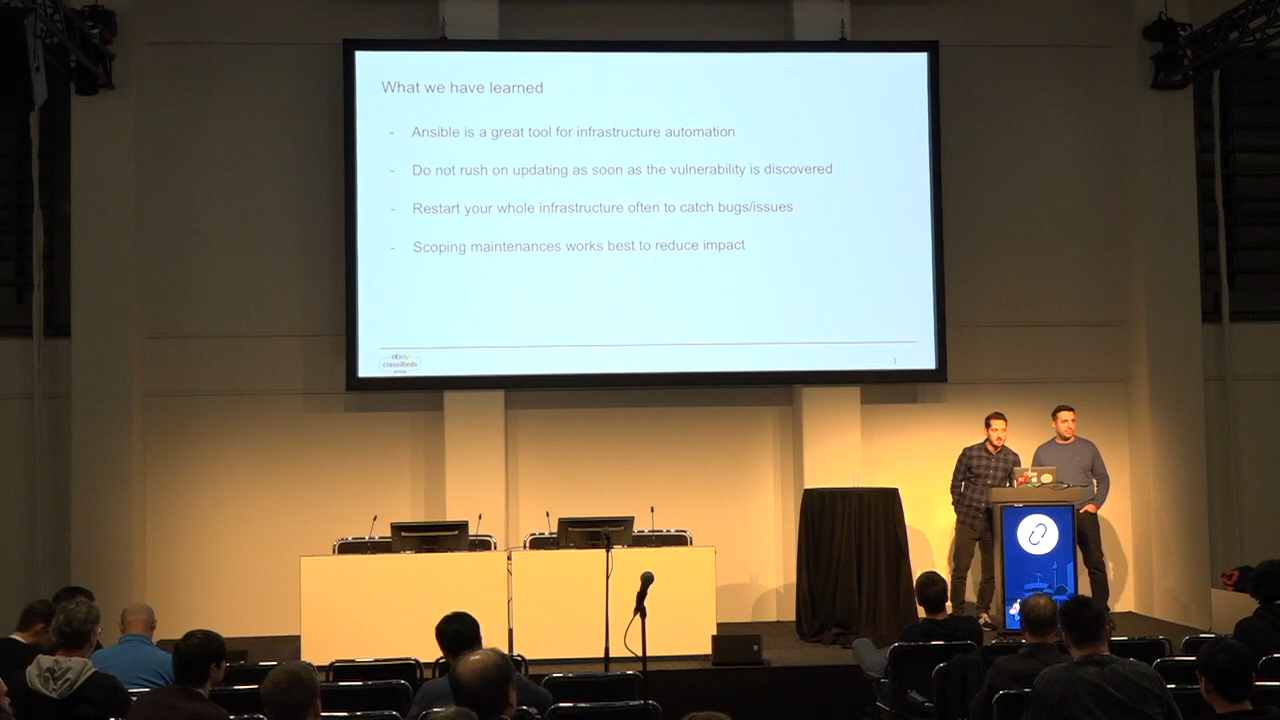 What we have learned
- Ansible is a great tool for infrastructure automation
- Do not rush on updating as soon as the vulnerability is discovered
- Restart your whole infrastructure often to catch bugs/issues
- Scoping maintenances works best to reduce impact
ebay
classifieds
group